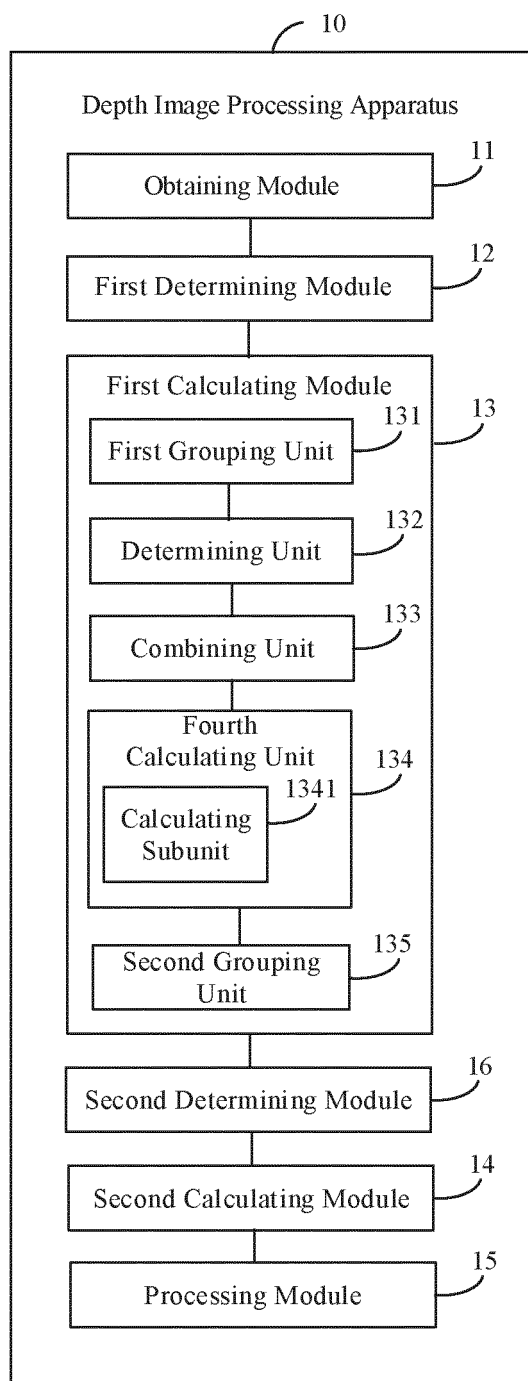 10
Depth Image Processing Apparatus
11
Obtaining Module
12
First Determining Module
First Calculating Module
13
131
First Grouping Unit
132
Determining Unit
133
Combining Unit
Fourth
Calculating Unit
134
1341
Calculating
Subunit
135
Second Grouping
Unit
16
Second Determining Module
14
Second Calculating Module
15
Processing Module